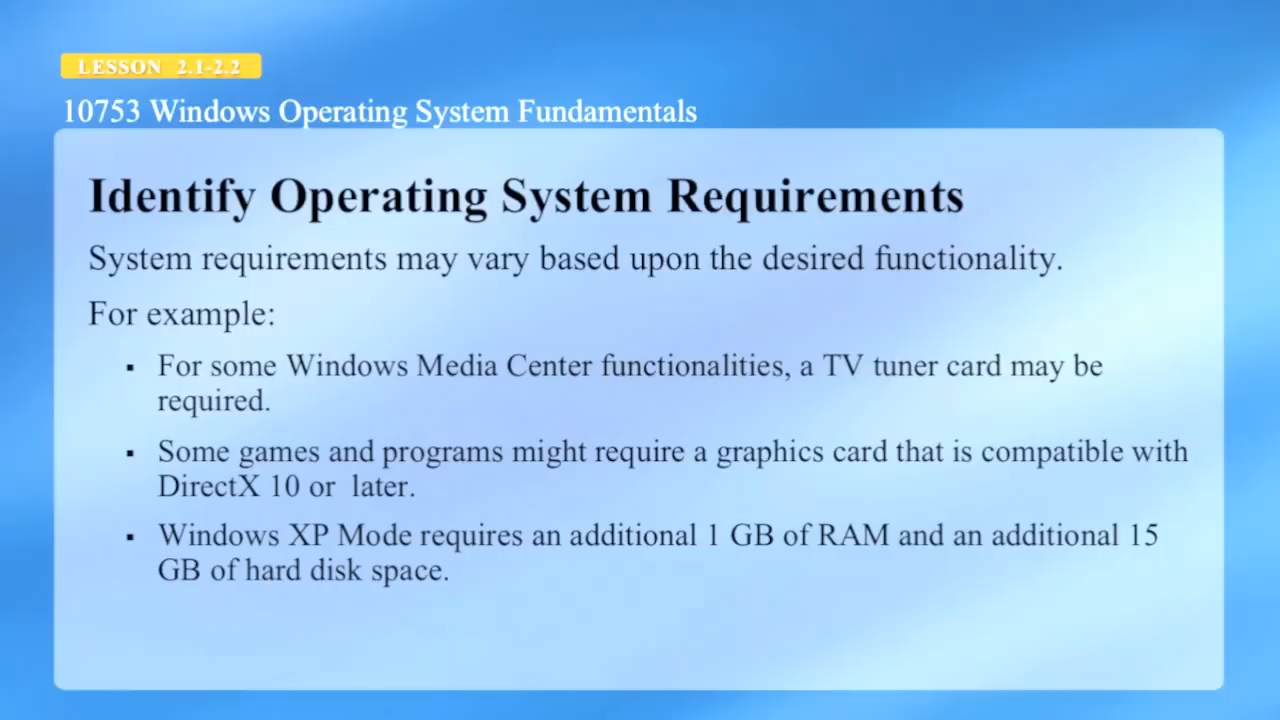 LESSON 2.1-2.2
10753 Windows Operating System Fundamentals
Identify Operating System Requirements
System requirements may vary based upon the desired functionality.
For example:
▪ For some Windows Media Center functionalities, a TV tuner card may be
required.
▪ Some games and programs might require a graphics card that is compatible with
DirectX 10 or later.
▪ Windows XP Mode requires an additional 1 GB of RAM and an additional 15
GB of hard disk space.